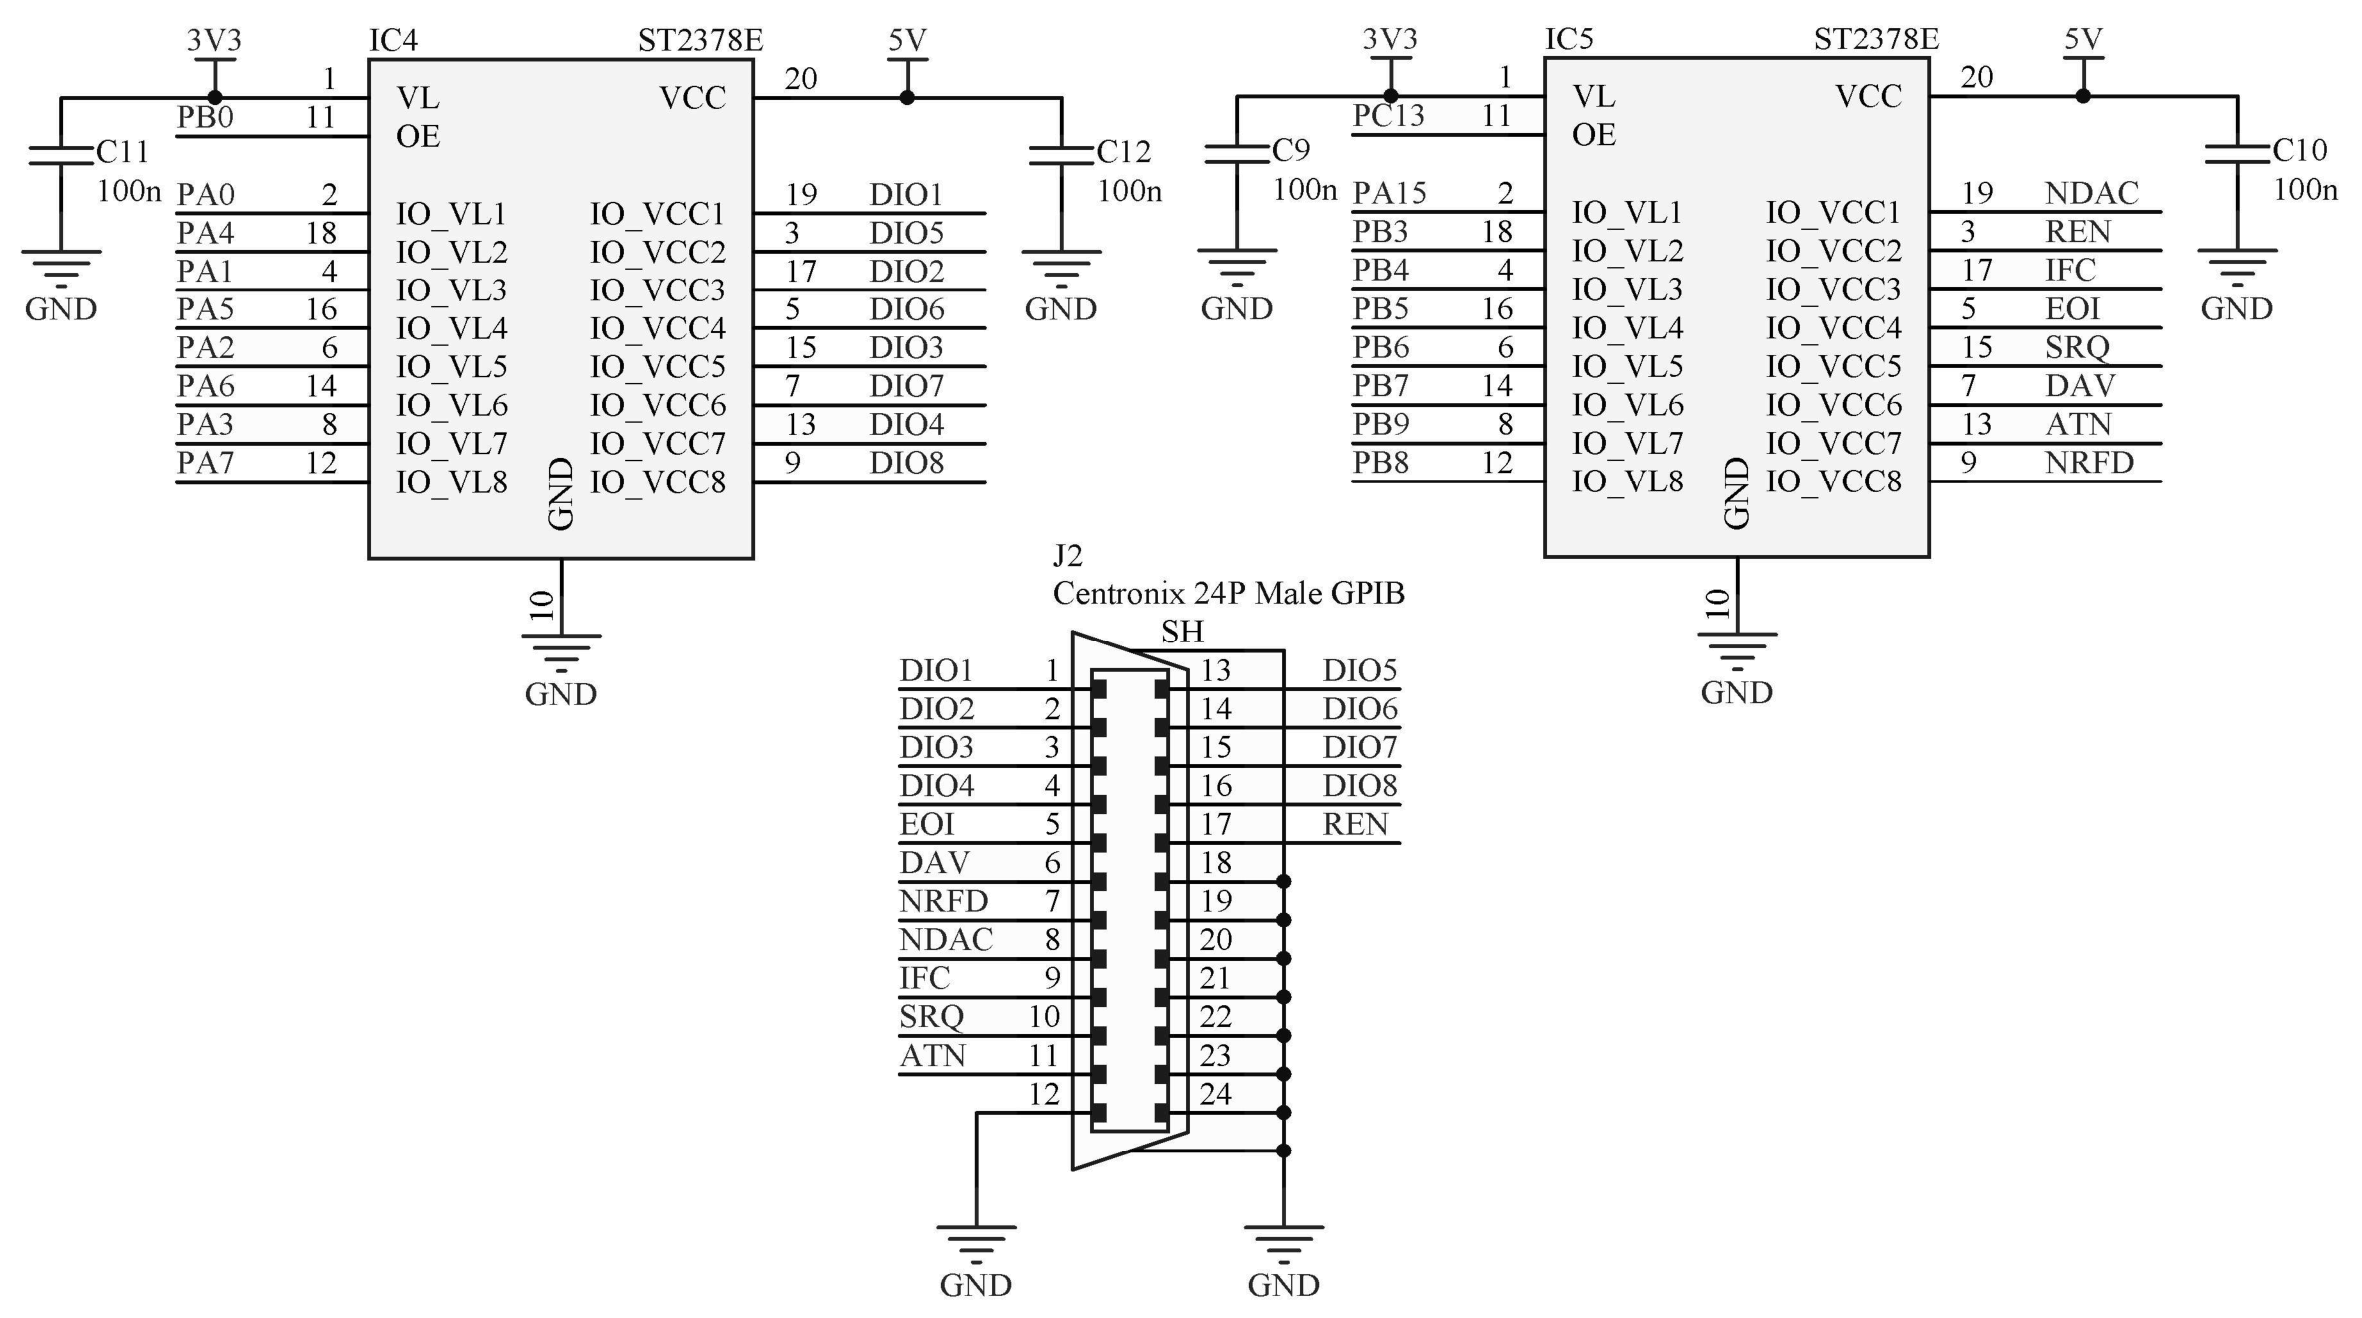 3V3 IC4 ST2378E 5V 3V3 IC5 ST2378E 5V
1 VL VCC 20 1 VL VCC 20
PB0 11 OE PC13 11 OE
C11 C12 C9 C10
100n 100n 100n 100n
PA0 2 IO_VL1 IO_VCC1 19 DIO1 PA15 2 IO_VL1 IO_VCC1 19 NDAC
PA4 18 IO_VL2 IO_VCC2 3 DIO5 PB3 18 IO_VL2 IO_VCC2 3 REN
PA1 4 IO_VL3 IO_VCC3 17 DIO2 PB4 4 IO_VL3 IO_VCC3 17 IFC
GND PA5 16 IO_VL4 IO_VCC4 5 DIO6 GND GND PB5 16 IO_VL4 IO_VCC4 5 EOI GND
PA2 6 IO_VL5 IO_VCC5 15 DIO3 PB6 6 IO_VL5 IO_VCC5 15 SRQ
PA6 14 IO_VL6 IO_VCC6 7 DIO7 PB7 14 IO_VL6 IO_VCC6 7 DAV
PA3 8 IO_VL7 IO_VCC7 13 DIO4 PB9 8 IO_VL7 IO_VCC7 13 ATN
PA7 12 IO_VL8 IO_VCC8 9 DIO8 PB8 12 IO_VL8 IO_VCC8 9 NRFD
GND GND
10 10
GND GND
J2
Centronix 24P Male GPIB
SH
DIO1 1 13 DIO5
DIO2 2 14 DIO6
DIO3 3 15 DIO7
DIO4 4 16 DIO8
EOI 5 17 REN
DAV 6 18
NRFD 7 19
NDAC 8 20
IFC 9 21
SRQ 10 22
ATN 11 23
12 24
GND GND